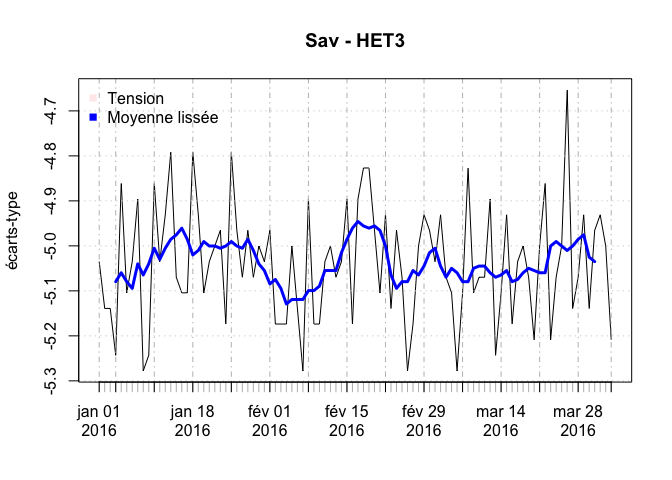 Sav - HET3
Tension
Moyenne lissée
écarts-type
-4.7
-4.8
-4.9
-5.0
-5.1
-5.2
-5.3
jan 01 jan 18 fév 01 fév 15 fév 29 mar 14 mar 28
2016 2016 2016 2016 2016 2016 2016